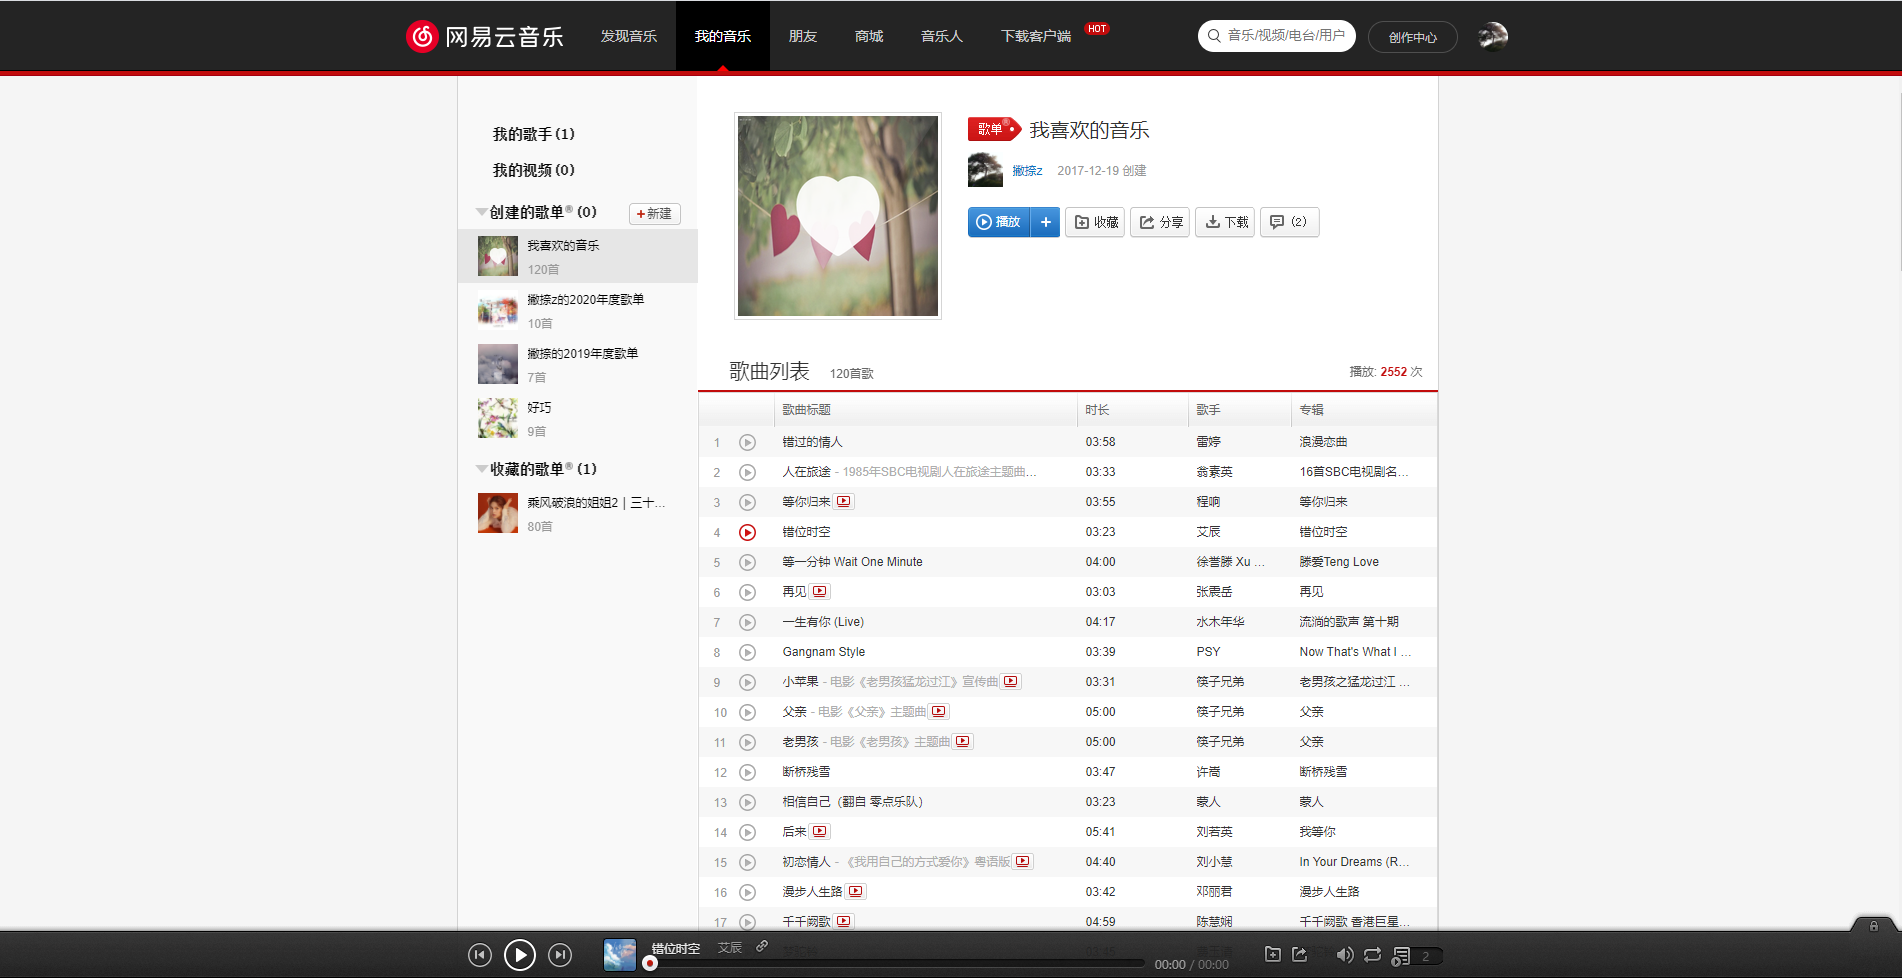 网易云音乐 发现音乐 我的音乐 朋友 商城 音乐人 下载客户端 HOT 音乐/视频/电台/用户 创作中心
我的歌手(1)
我的视频(0)
创建的歌单(0) +新建
我喜欢的音乐
120首
撇捺z的2020年度歌单
10首
撇捺的2019年度歌单
7首
好巧
9首
收藏的歌单(1)
乘风破浪的姐姐2 | 三十...
80首
歌单 我喜欢的音乐
撇捺z 2017-12-19 创建
播放 + 收藏 分享 下载 (2)
歌曲列表 120首歌 播放: 2552 次
歌曲标题 时长 歌手 专辑
1 错过的情人 03:58 雷婷 浪漫恋曲
2 人在旅途 - 1985年SBC电视剧人在旅途主题曲... 03:33 翁素英 16首SBC电视剧名...
3 等你归来 03:55 程响 等你归来
4 错位时空 03:23 艾辰 错位时空
5 等一分钟 Wait One Minute 04:00 徐誉滕 Xu ... 滕爱Teng Love
6 再见 03:03 张震岳 再见
7 一生有你 (Live) 04:17 水木年华 流淌的歌声 第十期
8 Gangnam Style 03:39 PSY Now That's What I ...
9 小苹果 - 电影《老男孩猛龙过江》宣传曲 03:31 筷子兄弟 老男孩之猛龙过江 ...
10 父亲 - 电影《父亲》主题曲 05:00 筷子兄弟 父亲
11 老男孩 - 电影《老男孩》主题曲 05:00 筷子兄弟 父亲
12 断桥残雪 03:47 许嵩 断桥残雪
13 相信自己（翻自 零点乐队） 03:23 蒙人 蒙人
14 后来 05:41 刘若英 我等你
15 初恋情人 - 《我用自己的方式爱你》粤语版 04:40 刘小慧 In Your Dreams (R...
16 漫步人生路 03:42 邓丽君 漫步人生路
17 千千阙歌 04:59 陈慧娴 千千阙歌 香港巨星...
错位时空 艾辰
00:00 / 00:00 2